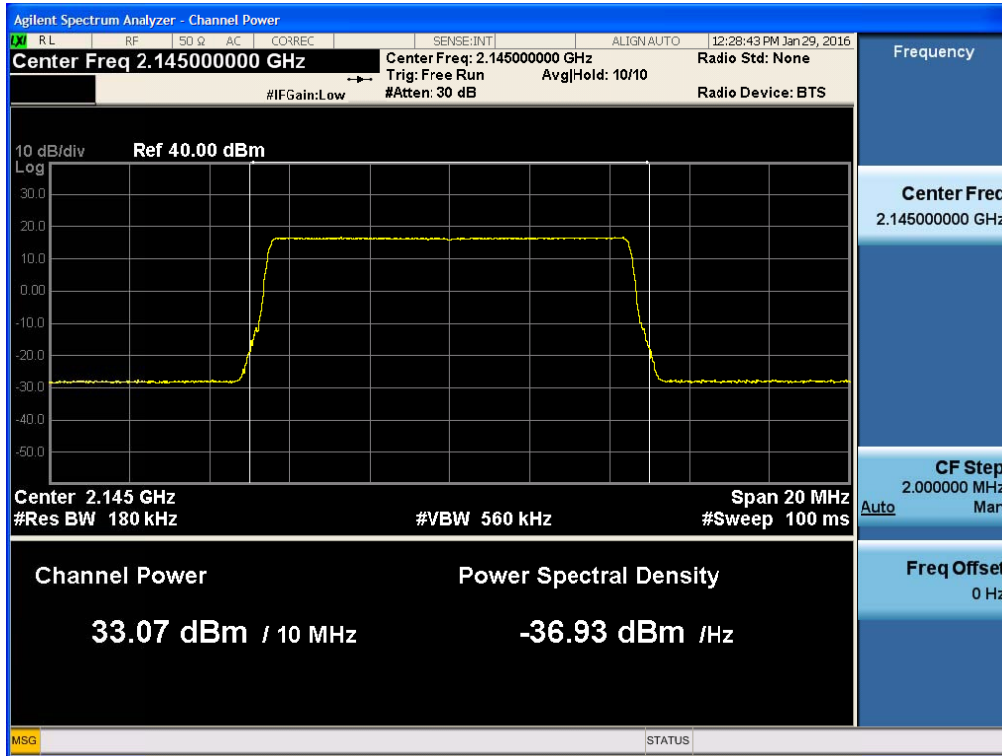 Agilent Spectrum Analyzer - Channel Power
LXI RL RF 50 Ω AC CORREC SENSE:INT ALIGN AUTO 12:28:43 PM Jan 29, 2016
Center Freq 2.145000000 GHz
Center Freq: 2.145000000 GHz
Radio Std: None
Trig: Free Run Avg|Hold: 10/10
#IFGain:Low
#Atten: 30 dB
Radio Device: BTS
10 dB/div Ref 40.00 dBm
Log
30.0
20.0
10.0
0.00
-10.0
-20.0
-30.0
-40.0
-50.0
Center 2.145 GHz Span 20 MHz
#Res BW 180 kHz #VBW 560 kHz #Sweep 100 ms
Channel Power Power Spectral Density
33.07 dBm / 10 MHz -36.93 dBm /Hz
MSG STATUS
Frequency
Center Freq
2.145000000 GHz
CF Step
2.000000 MHz
Auto Man
Freq Offset
0 Hz